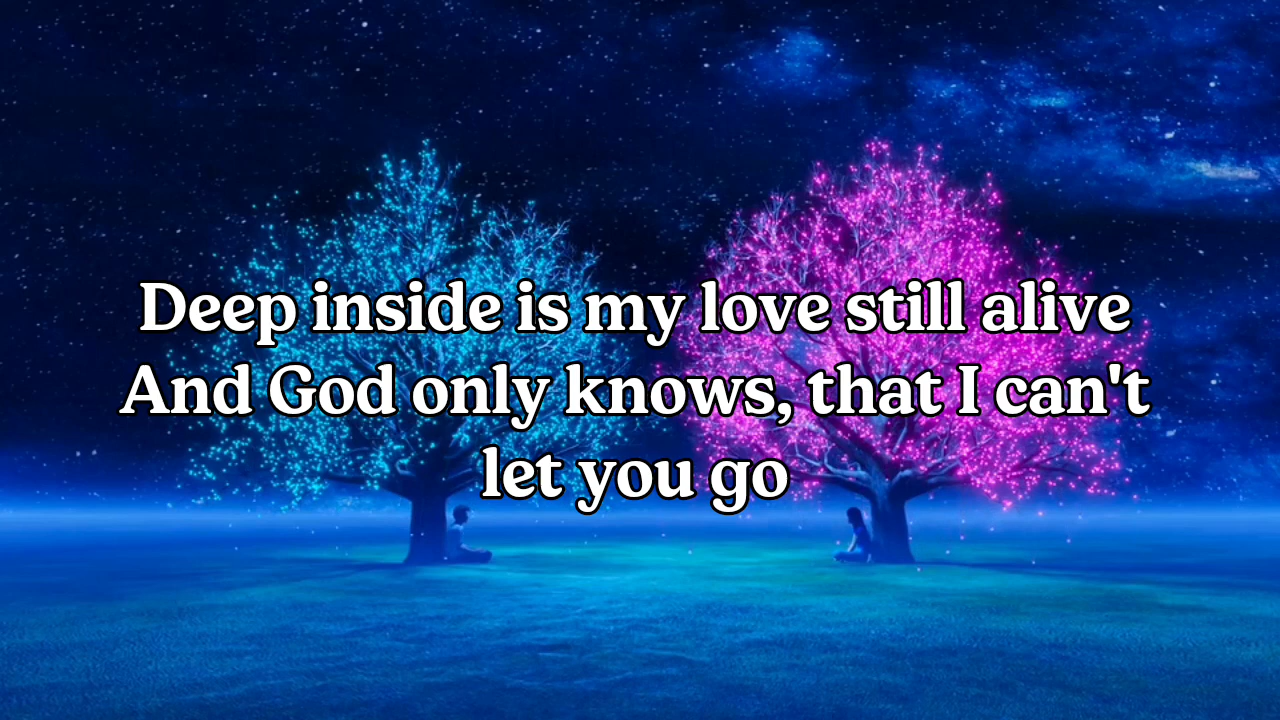 Deep inside is my love still alive
And God only knows, that I can't
let you go